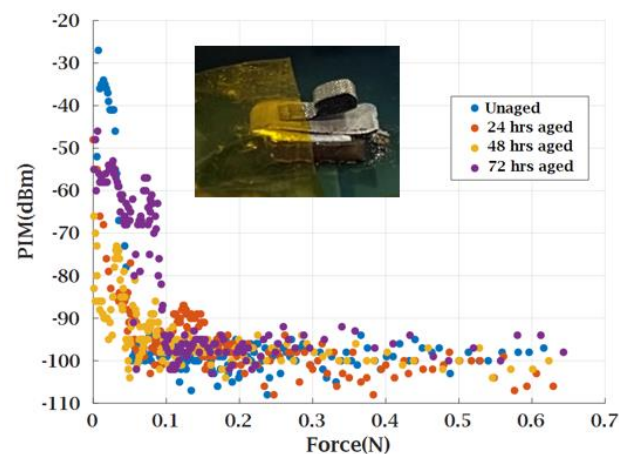 -20
-30
-40
-50
-60
-70
-80
-90
-100
-110
PIM(dBm)
Unaged
24 hrs aged
48 hrs aged
72 hrs aged
0 0.1 0.2 0.3 0.4 0.5 0.6 0.7
Force(N)